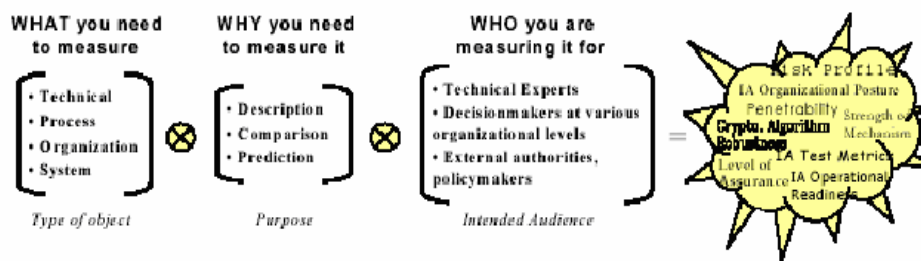 WHAT you need
to measure
• Technical
• Process
• Organization
• System
Type of object
⊗
WHY you need
to measure it
• Description
• Comparison
• Prediction
Purpose
⊗
WHO you are
measuring it for
• Technical Experts
• Decisionmakers at various
organizational levels
• External authorities,
policymakers
Intended Audience
=
Risk Profile
IA Organizational Posture
Penetrability
Strength of
Mechanism
Crypto. Algorithm
Robustness
IA Test Metrics
Level of
Assurance
IA Operational
Readiness